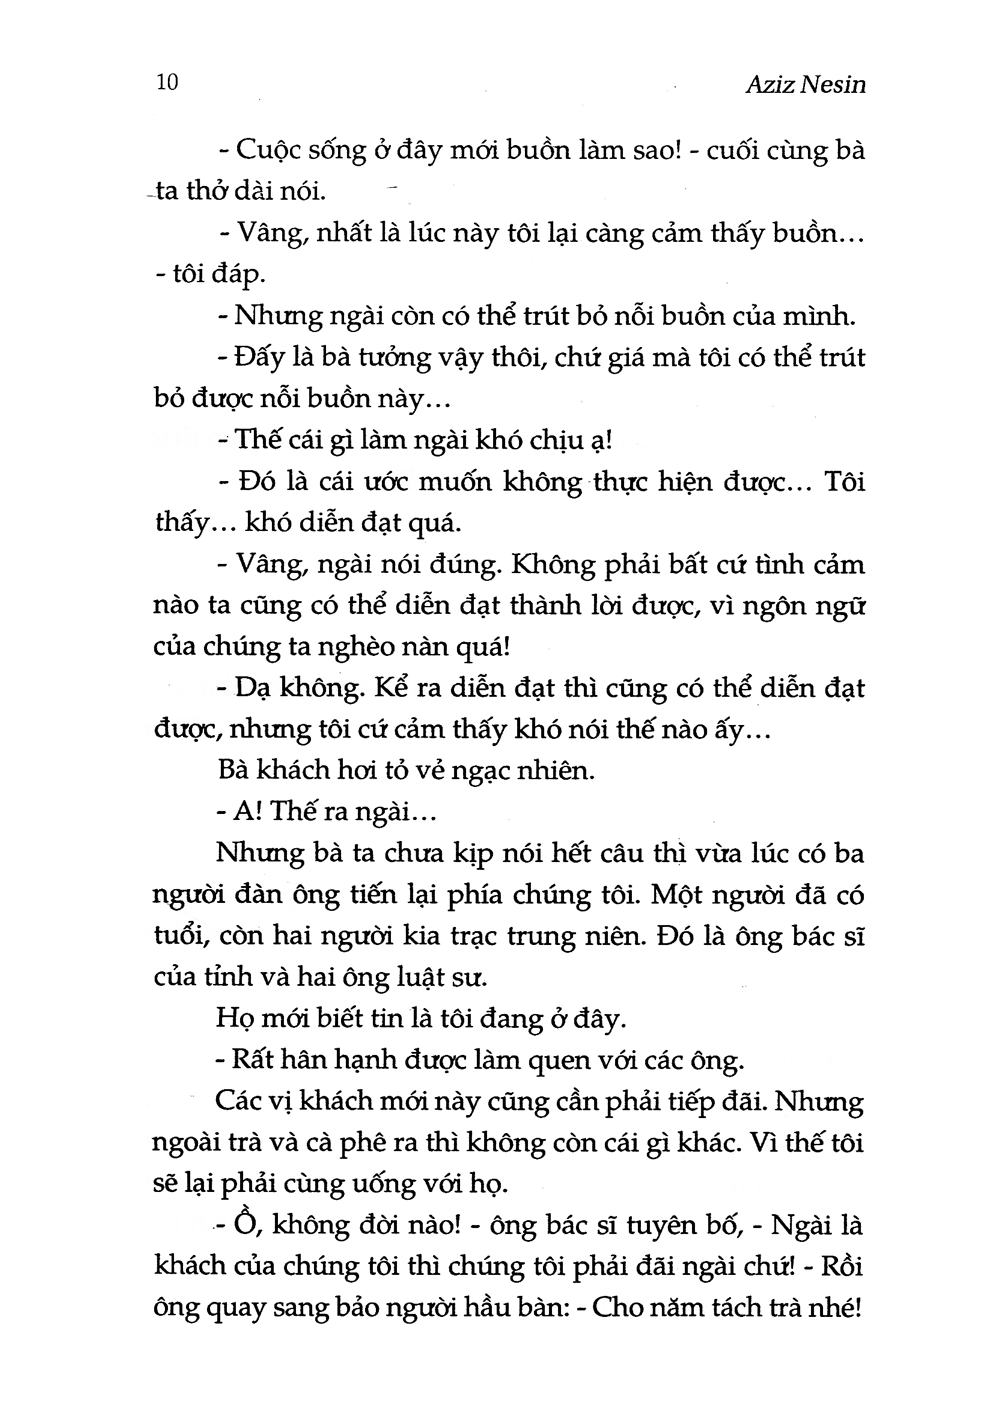 10
Aziz Nesin
- Cuộc sống ở đây mới buồn làm sao! - cuối cùng bà
ta thở dài nói.
- Vâng, nhất là lúc này tôi lại càng cảm thấy buồn...
- tôi đáp.
- Nhưng ngài còn có thể trút bỏ nỗi buồn của mình.
- Đấy là bà tưởng vậy thôi, chứ giá mà tôi có thể trút
bỏ được nỗi buồn này...
- Thế cái gì làm ngài khó chịu ạ!
- Đó là cái ước muốn không thực hiện được... Tôi
thấy... khó diễn đạt quá.
- Vâng, ngài nói đúng. Không phải bất cứ tình cảm
nào ta cũng có thể diễn đạt thành lời được, vì ngôn ngữ
của chúng ta nghèo nàn quá!
- Dạ không. Kể ra diễn đạt thì cũng có thể diễn đạt
được, nhưng tôi cứ cảm thấy khó nói thế nào ấy...
Bà khách hơi tỏ vẻ ngạc nhiên.
- A! Thế ra ngài...
Nhưng bà ta chưa kịp nói hết câu thì vừa lúc có ba
người đàn ông tiến lại phía chúng tôi. Một người đã có
tuổi, còn hai người kia trạc trung niên. Đó là ông bác sĩ
của tỉnh và hai ông luật sư.
Họ mới biết tin là tôi đang ở đây.
- Rất hân hạnh được làm quen với các ông.
Các vị khách mới này cũng cần phải tiếp đãi. Nhưng
ngoài trà và cà phê ra thì không còn cái gì khác. Vì thế tôi
sẽ lại phải cùng uống với họ.
- Ồ, không đời nào! - ông bác sĩ tuyên bố, - Ngài là
khách của chúng tôi thì chúng tôi phải đãi ngài chứ! - Rồi
ông quay sang bảo người hầu bàn: - Cho năm tách trà nhé!